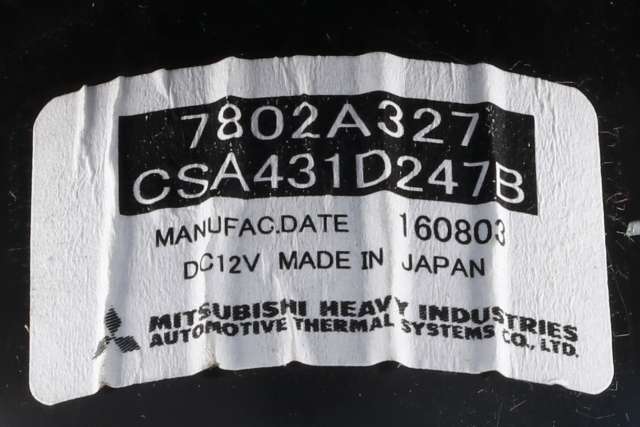 7802A327
CSA431D247B
MANUFAC.DATE 160803
DC12V MADE IN JAPAN
MITSUBISHI HEAVY INDUSTRIES
AUTOMOTIVE THERMAL SYSTEMS CO., LTD.